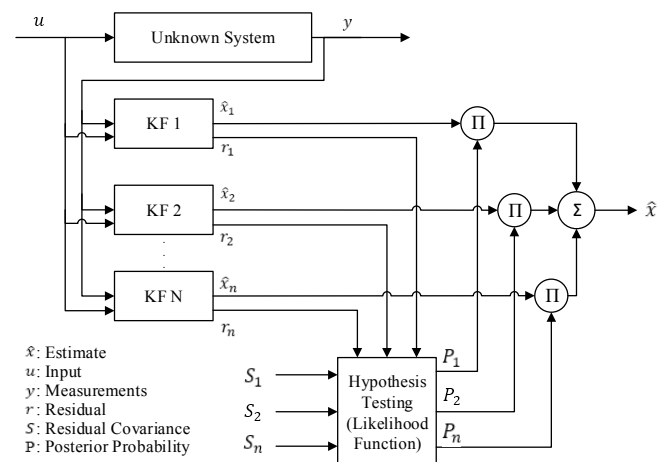 u
Unknown System
y
KF 1
x̂₁
r₁
Π
KF 2
x̂₂
r₂
Π
Σ
x̂
KF N
x̂ₙ
rₙ
Π
x̂: Estimate
u: Input
y: Measurements
r: Residual
S: Residual Covariance
P: Posterior Probability
S₁
S₂
Sₙ
Hypothesis
Testing
(Likelihood
Function)
P₁
P₂
Pₙ